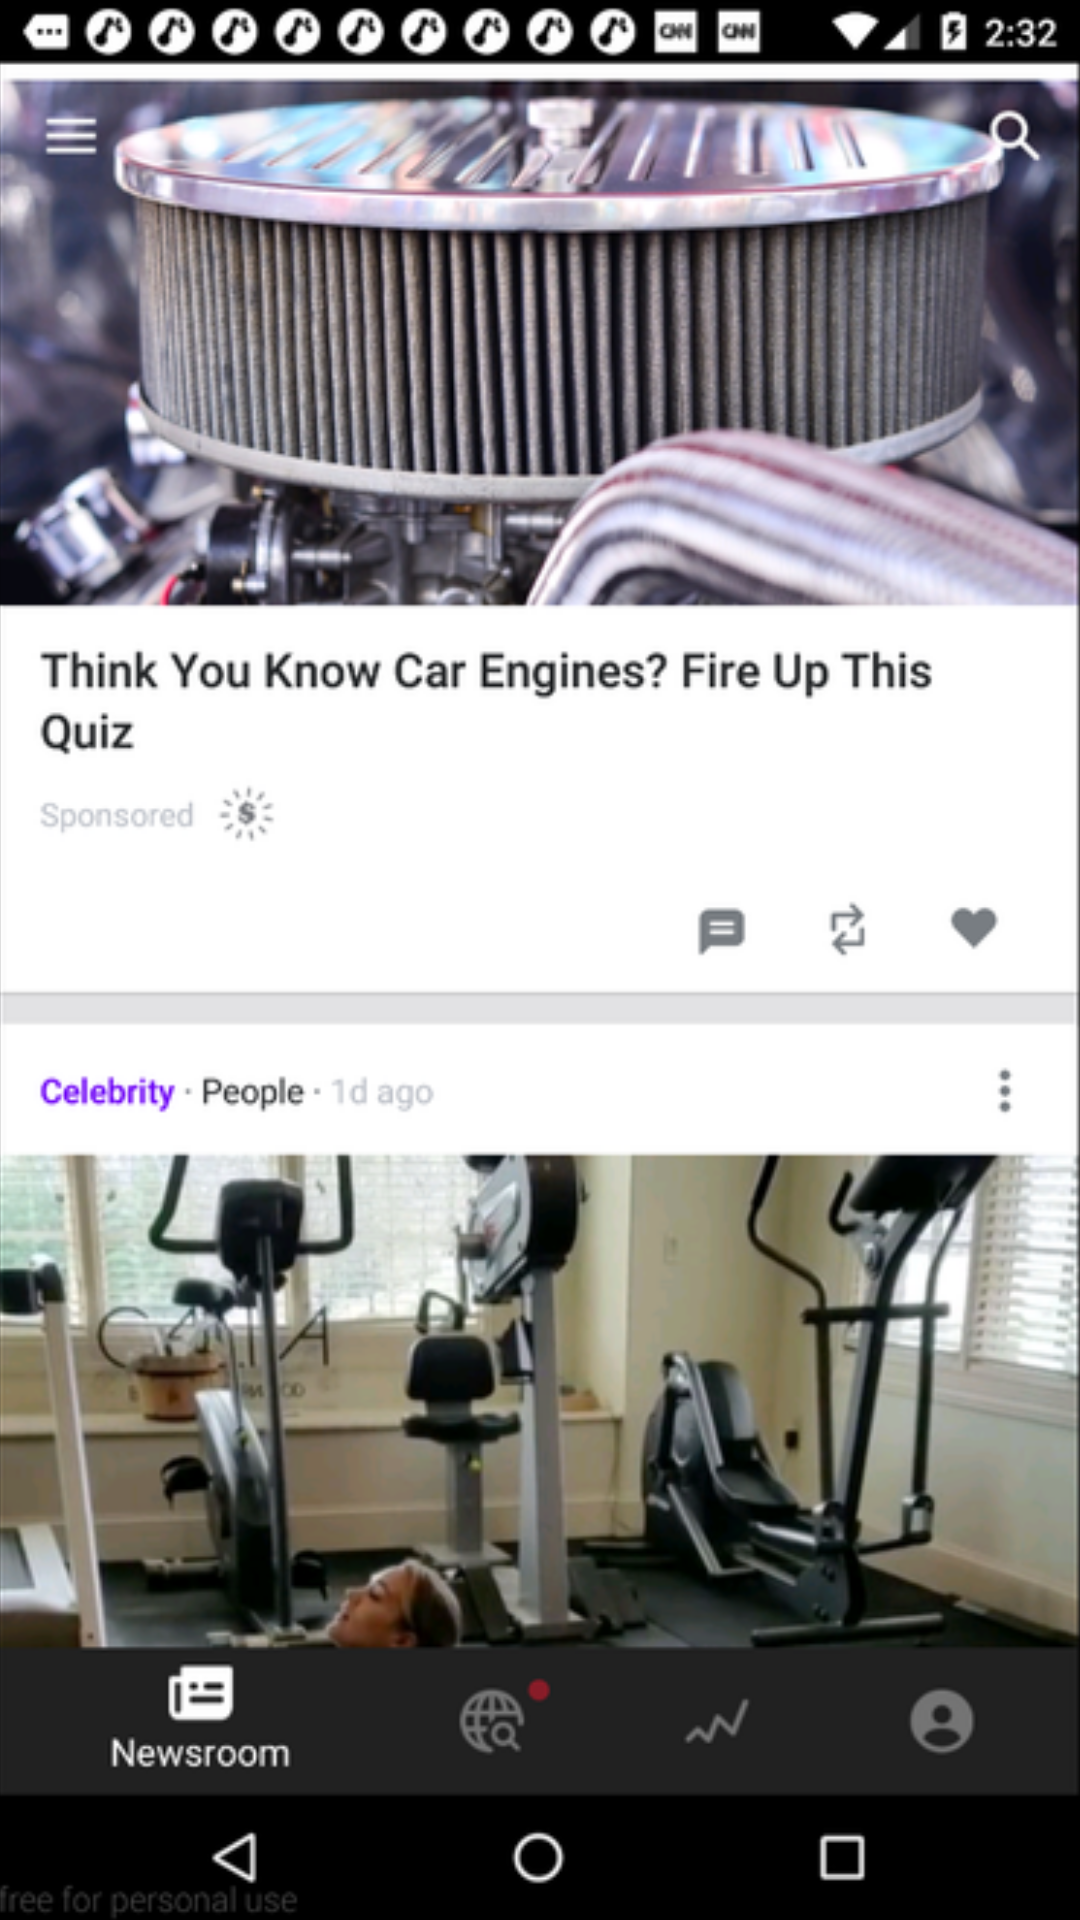 CNN CNN 2:32
Think You Know Car Engines? Fire Up This
Quiz
Sponsored $
Celebrity · People · 1d ago
Newsroom
free for personal use